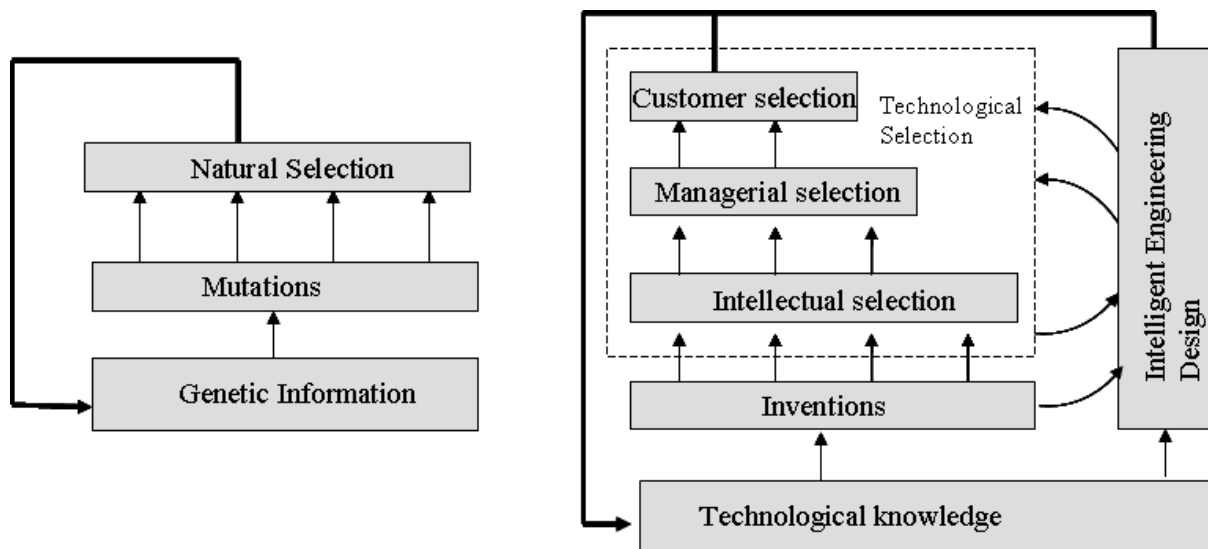 Natural Selection
Mutations
Genetic Information
Customer selection
Technological
Selection
Managerial selection
Intellectual selection
Inventions
Technological knowledge
Intelligent Engineering
Design